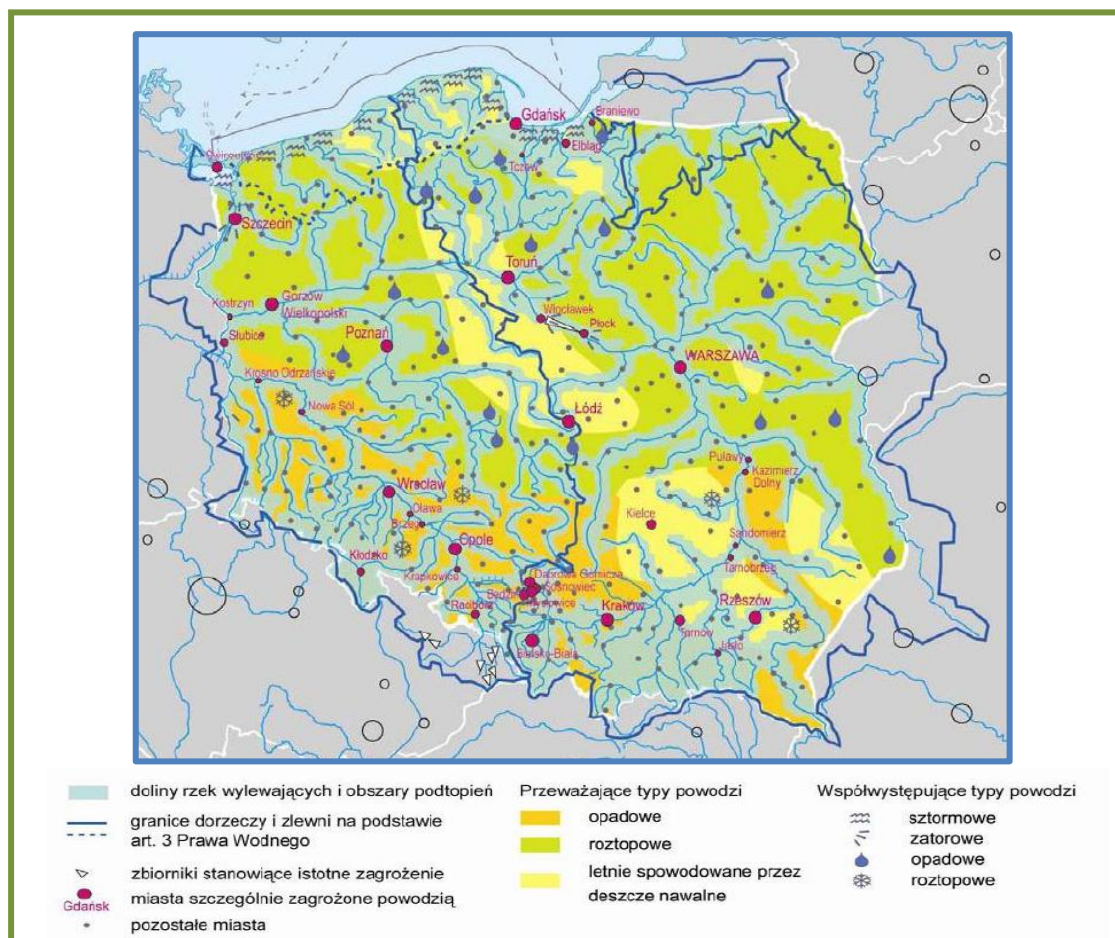 Gdańsk
Braniewo
Elbląg
Tczew
Szczecin
Toruń
Włocławek
Płock
Kostrzyn
Gorzów
Wielkopolski
Słubice
Poznań
WARSZAWA
Krosno Odrzańskie
Nowa Sól
Łódź
Puławy
Kazimierz
Dolny
Wrocław
Oława
Brzeg
Kielce
Sandomierz
Tarnobrzeg
Opole
Kłodzko
Krapkowice
Dąbrowa Górnicza
Sosnowiec
Będzin
Racibórz
Kraków
Tarnów
Rzeszów
Jasło
Bielsko-Biała
doliny rzek wylewających i obszary podtopień
granice dorzeczy i zlewni na podstawie
art. 3 Prawa Wodnego
zbiorniki stanowiące istotne zagrożenie
miasta szczególnie zagrożone powodzią
Gdańsk
pozostałe miasta
Przeważające typy powodzi
opadowe
roztopowe
letnie spowodowane przez
deszcze nawalne
Współwystępujące typy powodzi
sztormowe
zatorowe
opadowe
roztopowe